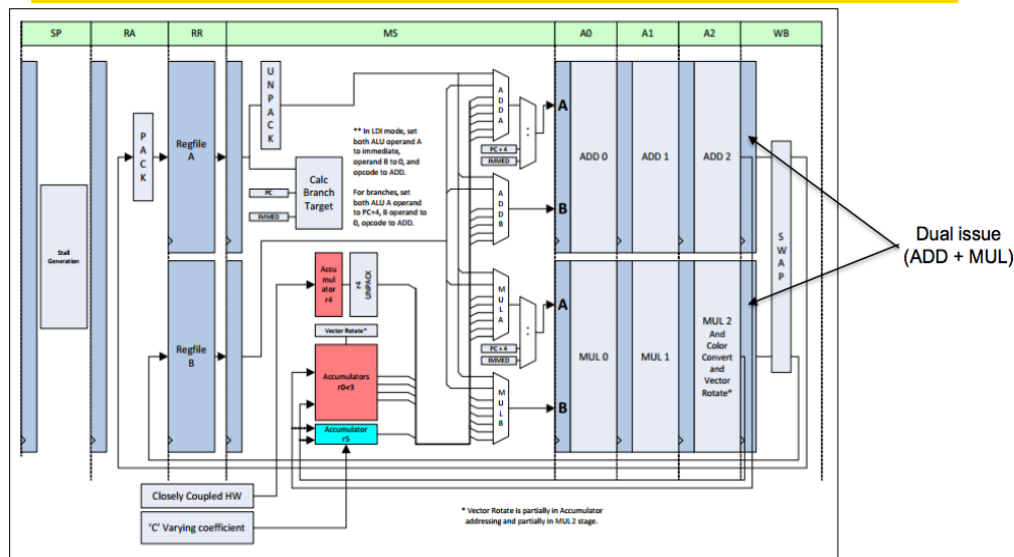 SP RA RR MS A0 A1 A2 WB
U
N
P
A
C
K
P
A
C
K
Regfile
A
** In LDI mode, set
both ALU operand A
to immediate,
operand B to 0, and
opcode to ADD.
For branches, set
both ALU A operand
to PC+4, B operand to
0, opcode to ADD.
Calc
Branch
Target
PC
IMMED
A
D
D
A
:
PC + 4
IMMED
A
ADD 0
ADD 1
ADD 2
A
D
D
B
B
Stall
Generation
S
W
A
P
Dual issue
(ADD + MUL)
Accu
mul
ator
r4
r4
UNPACK
Vector Rotate*
Regfile
B
Accumulators
r0-r3
Accumulator
r5
M
U
L
A
:
PC + 4
IMMED
A
MUL 0
MUL 1
MUL 2
And
Color
Convert
and
Vector
Rotate*
M
U
L
B
B
Closely Coupled HW
'C' Varying coefficient
* Vector Rotate is partially in Accumulator
addressing and partially in MUL 2 stage.